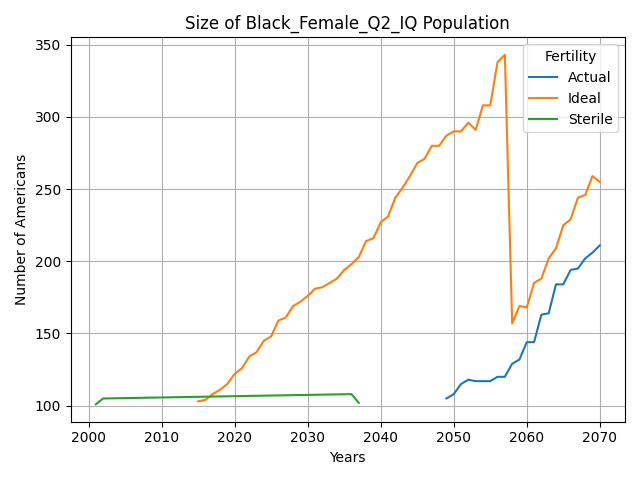 Size of Black_Female_Q2_IQ Population
Number of Americans
350
300
250
200
150
100
Fertility
Actual
Ideal
Sterile
2000 2010 2020 2030 2040 2050 2060 2070
Years